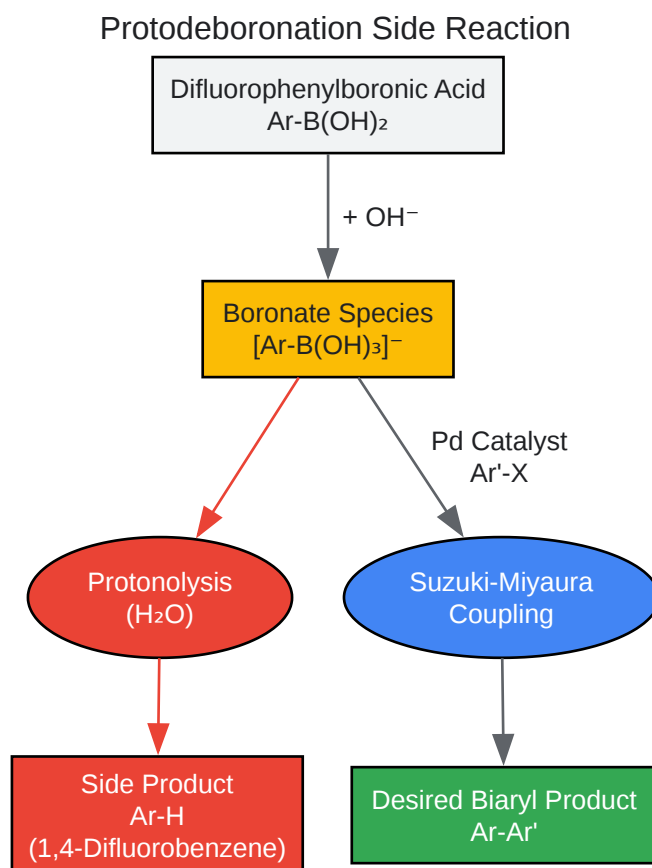 Protodeboronation Side Reaction
Difluorophenylboronic Acid
Ar-B(OH)₂
+ OH⁻
Boronate Species
[Ar-B(OH)₃]⁻
Pd Catalyst
Ar'-X
Protonolysis
(H₂O)
Suzuki-Miyaura
Coupling
Side Product
Ar-H
(1,4-Difluorobenzene)
Desired Biaryl Product
Ar-Ar'